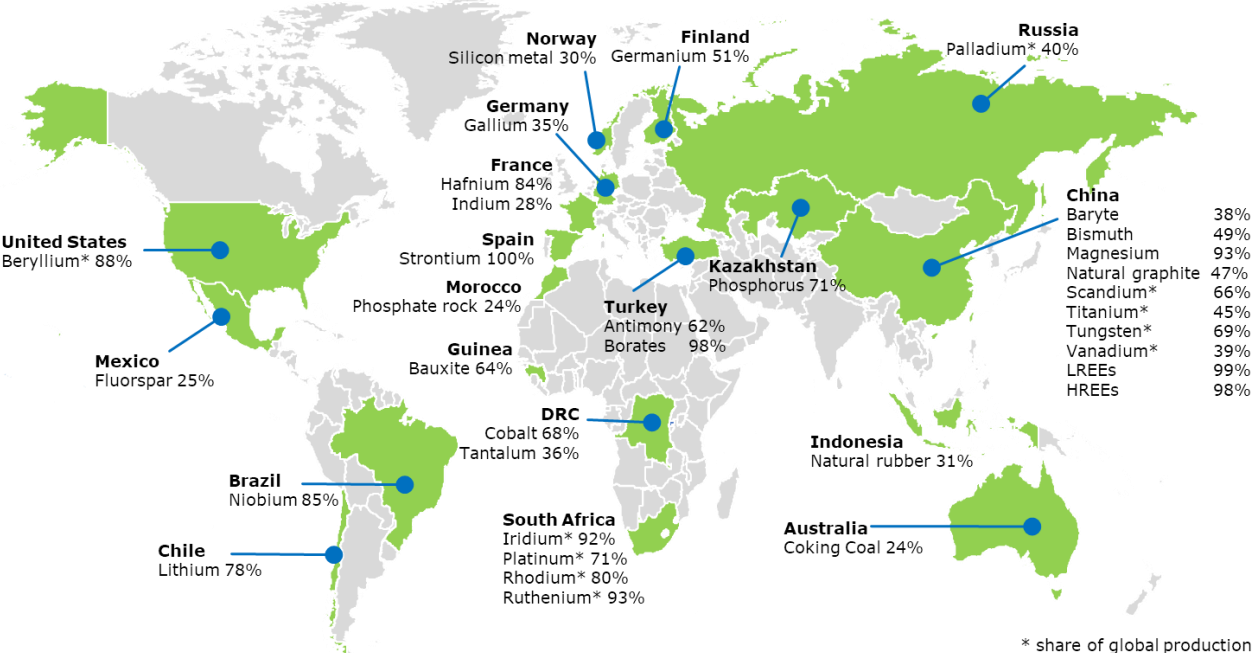 Norway
Silicon metal 30%
Finland
Germanium 51%
Russia
Palladium* 40%
Germany
Gallium 35%
France
Hafnium 84%
Indium 28%
China
Baryte 38%
Bismuth 49%
Magnesium 93%
Natural graphite 47%
Scandium* 66%
Titanium* 45%
Tungsten* 69%
Vanadium* 39%
LREEs 99%
HREEs 98%
United States
Beryllium* 88%
Spain
Strontium 100%
Kazakhstan
Phosphorus 71%
Morocco
Phosphate rock 24%
Turkey
Antimony 62%
Borates 98%
Mexico
Fluorspar 25%
Guinea
Bauxite 64%
DRC
Cobalt 68%
Tantalum 36%
Indonesia
Natural rubber 31%
Brazil
Niobium 85%
South Africa
Iridium* 92%
Platinum* 71%
Rhodium* 80%
Ruthenium* 93%
Australia
Coking Coal 24%
Chile
Lithium 78%
* share of global production